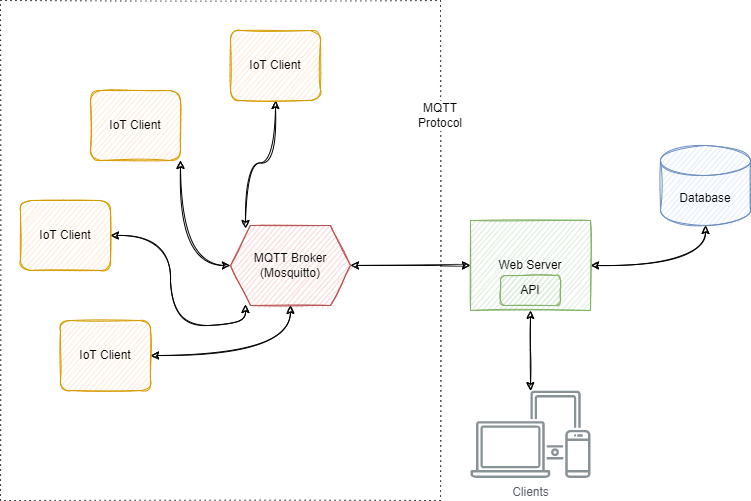 IoT Client
MQTT
Protocol
IoT Client
Database
IoT Client
MQTT Broker
(Mosquitto)
Web Server
API
IoT Client
Clients